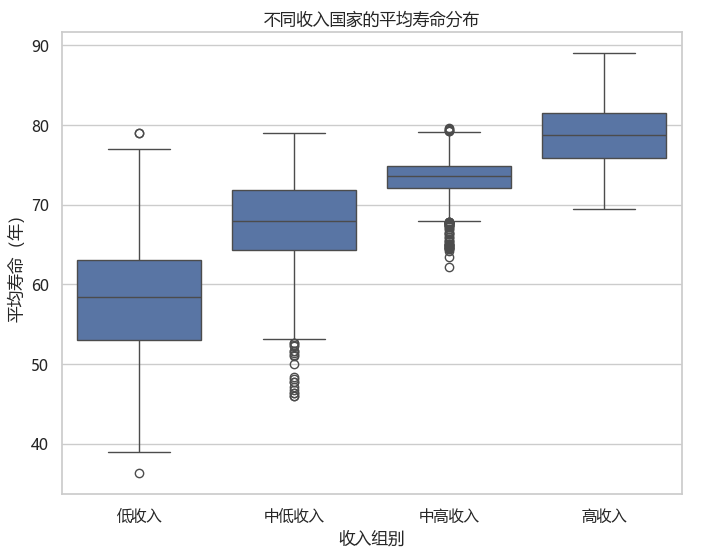 不同收入国家的平均寿命分布
平均寿命（年）
90
80
70
60
50
40
低收入
中低收入
中高收入
高收入
收入组别